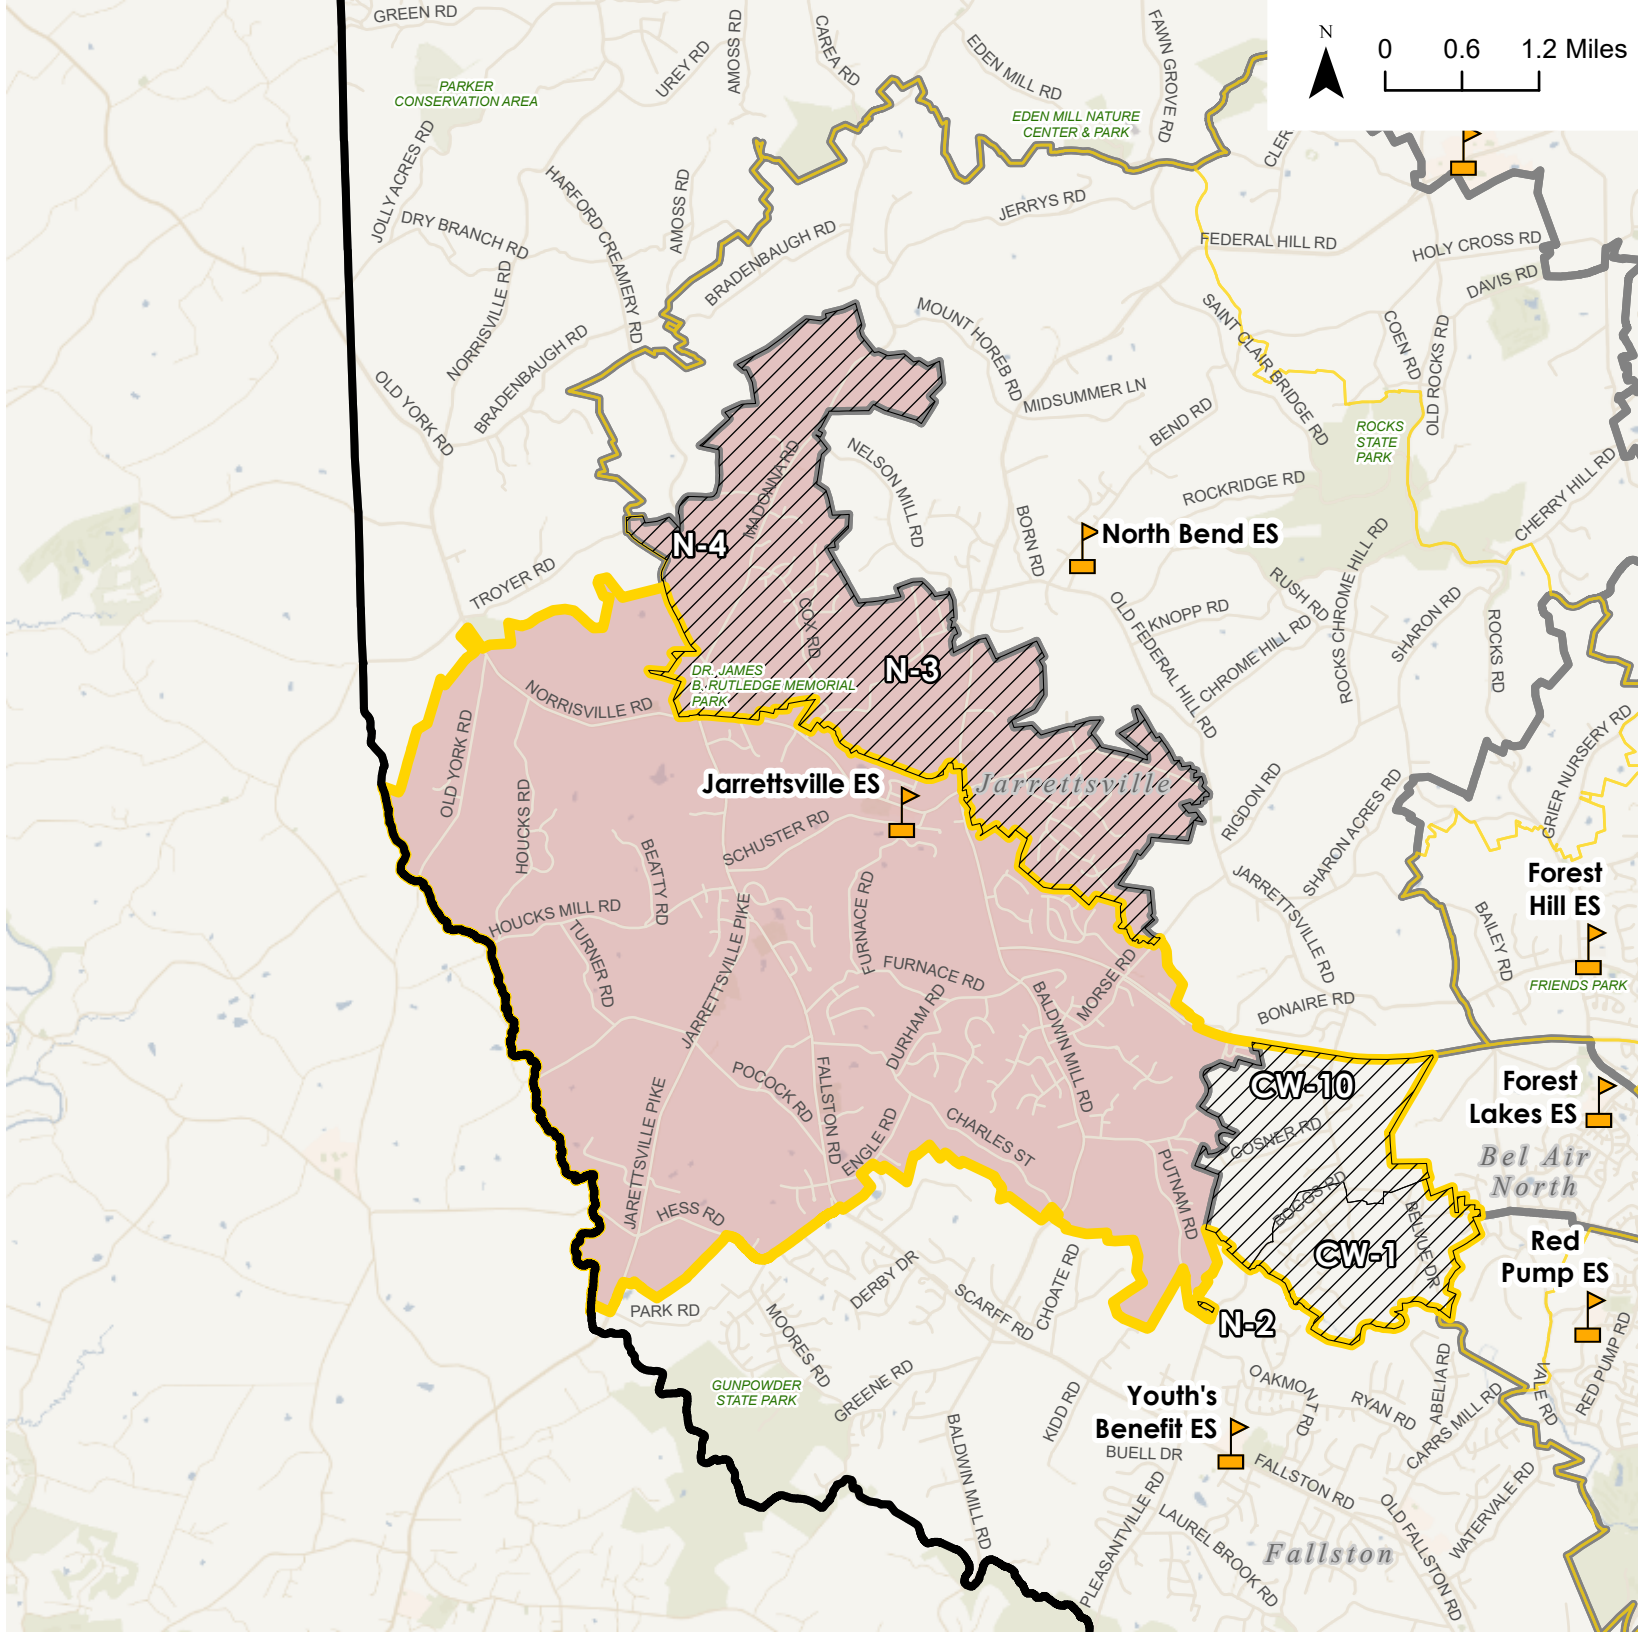 GREEN RD
UREY RD
AMOSS RD
CAREA RD
EDEN MILL RD
FAWN GROVE RD
N
0 0.6 1.2 Miles
PARKER
CONSERVATION AREA
EDEN MILL NATURE
CENTER & PARK
JOLLY ACRES RD
DRY BRANCH RD
HARFORD CREAMERY RD
AMOSS RD
BRADENBAUGH RD
JERRYS RD
FEDERAL HILL RD
HOLY CROSS RD
DAVIS RD
NORRISVILLE RD
BRADENBAUGH RD
OLD YORK RD
MOUNT HOREB RD
MIDSUMMER LN
SAINT CLAIR BRIDGE RD
COEN RD
OLD ROCKS RD
BEND RD
ROCKS
STATE
PARK
MADONNA RD
NELSON MILL RD
ROCKRIDGE RD
CHERRY HILL RD
BORN RD
North Bend ES
N-4
TROYER RD
COX RD
OLD FEDERAL HILL RD
KNOPP RD
RUSH RD
CHROME HILL RD
ROCKS CHROME HILL RD
SHARON RD
ROCKS RD
N-3
DR. JAMES
B. RUTLEDGE MEMORIAL
PARK
NORRISVILLE RD
OLD YORK RD
HOUCKS RD
Jarrettsville ES
Jarrettsville
RIGDON RD
SHARON ACRES RD
GRIER NURSERY RD
SCHUSTER RD
BEATTY RD
JARRETTSVILLE RD
Forest
Hill ES
BAILEY RD
FRIENDS PARK
HOUCKS MILL RD
TURNER RD
JARRETTSVILLE PIKE
FURNACE RD
FURNACE RD
DURHAM RD
BALDWIN MILL RD
MORSE RD
BONAIRE RD
CW-10
COSNER RD
Forest
Lakes ES
Bel Air
North
POCOCK RD
FALLSTON RD
ENGLE RD
CHARLES ST
PUTNAM RD
JARETTSVILLE PIKE
HESS RD
BOGGS RD
BELVUE DR
CW-1
Red
Pump ES
PARK RD
DERBY DR
SCARFF RD
CHOATE RD
N-2
MOORES RD
GREENE RD
GUNPOWDER
STATE PARK
KIDD RD
Youth's
Benefit ES
BUELL DR
OAKMONT RD
RYAN RD
ABELIA RD
CARRS MILL RD
VALE RD
RED PUMP RD
BALDWIN MILL RD
PLEASANTVILLE RD
LAUREL BROOK RD
FALLSTON RD
OLD FALLSTON RD
WATERVALE RD
Fallston